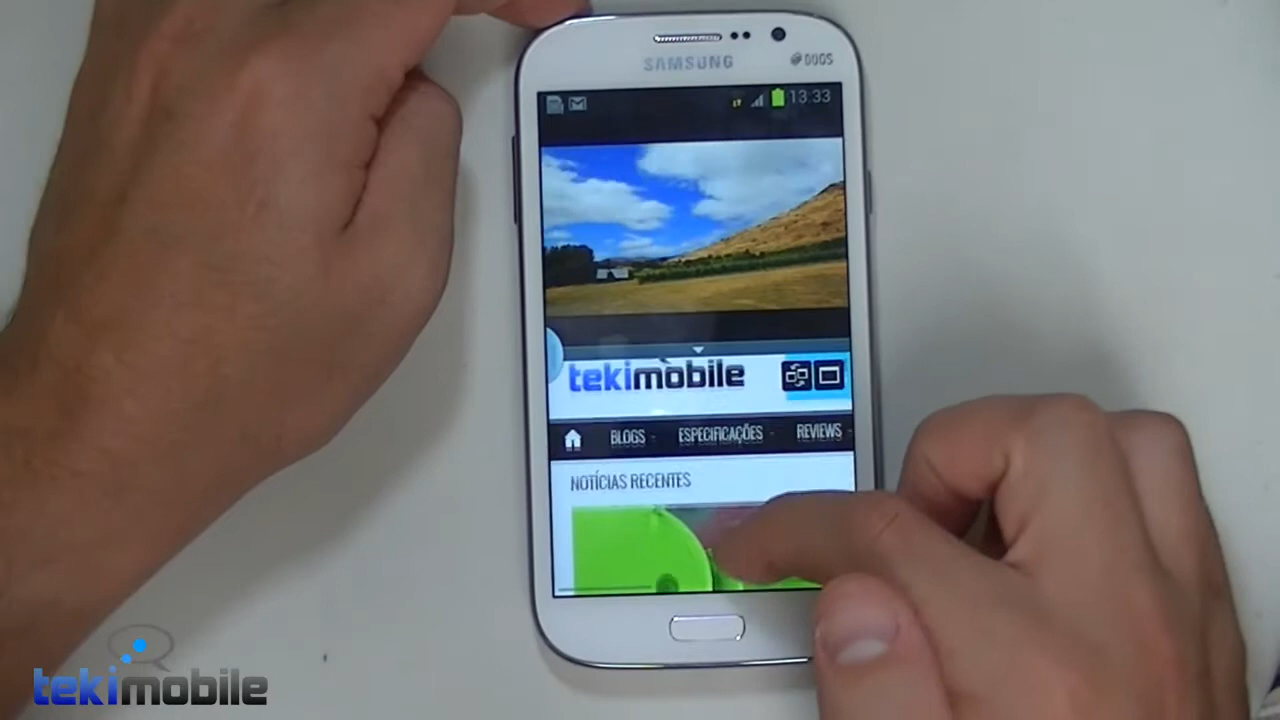 SAMSUNG
DUOS
13:33
tekimobile
BLOGS
ESPECIFICAÇÕES
REVIEWS
NOTÍCIAS RECENTES
tekimobile